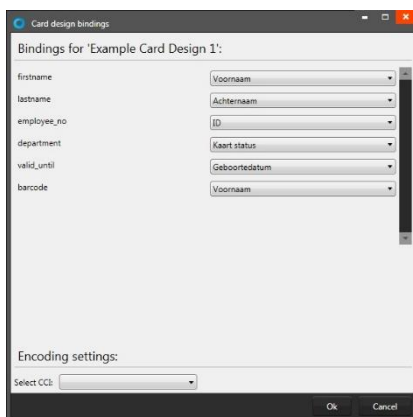 Card design bindings
Bindings for 'Example Card Design 1':
firstname Voornaam
lastname Achternaam
employee_no ID
department Kaart status
valid_until Geboortedatum
barcode Voornaam
Encoding settings:
Select CCI:
Ok Cancel